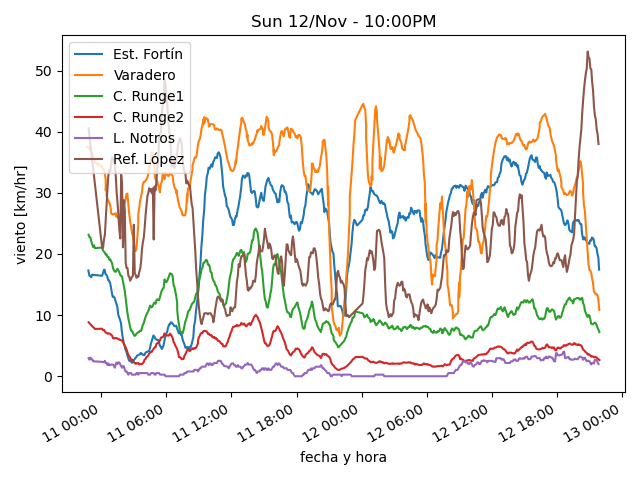 Sun 12/Nov - 10:00PM
Est. Fortín
Varadero
C. Runge1
C. Runge2
L. Notros
Ref. López
viento [km/hr]
50
40
30
20
10
0
11 00:00
11 06:00
11 12:00
11 18:00
12 00:00
12 06:00
12 12:00
12 18:00
13 00:00
fecha y hora